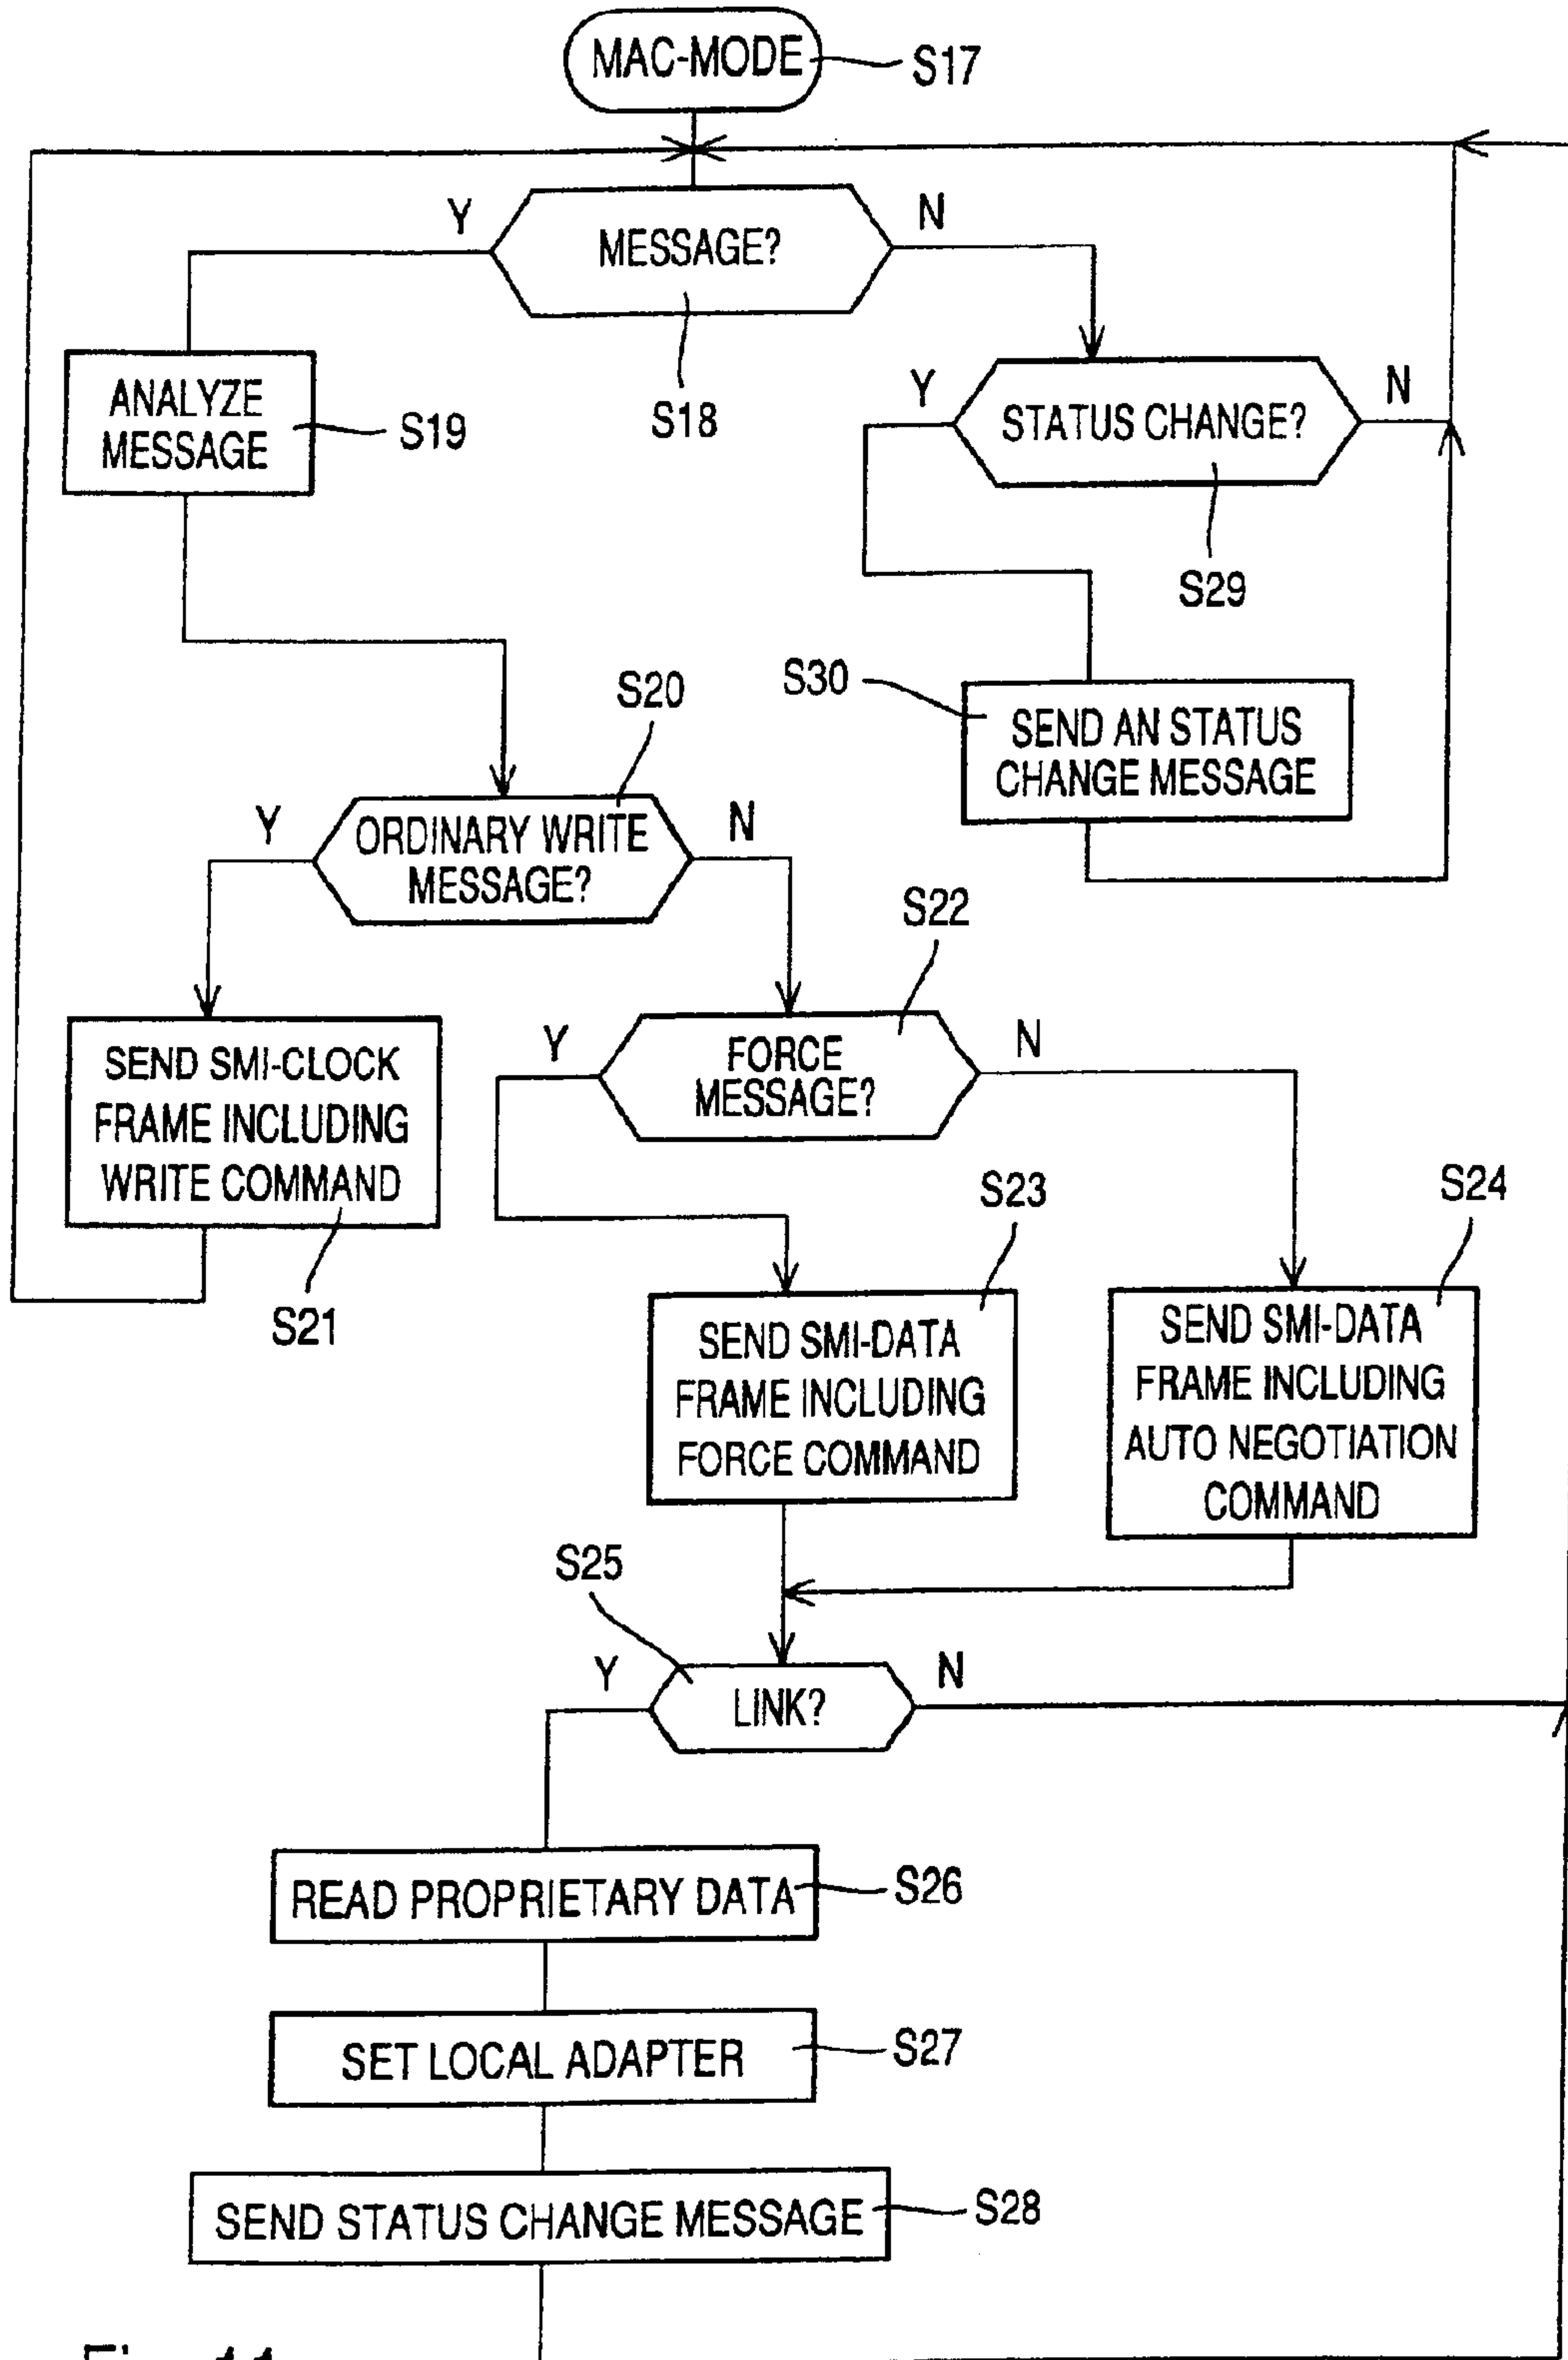 MAC-MODE
S17
Y
MESSAGE?
N
S18
ANALYZE
MESSAGE
S19
Y
STATUS CHANGE?
N
S29
S30
SEND AN STATUS
CHANGE MESSAGE
S20
Y
ORDINARY WRITE
MESSAGE?
N
S22
SEND SMI-CLOCK
FRAME INCLUDING
WRITE COMMAND
S21
Y
FORCE
MESSAGE?
N
S23
S24
SEND SMI-DATA
FRAME INCLUDING
FORCE COMMAND
SEND SMI-DATA
FRAME INCLUDING
AUTO NEGOTIATION
COMMAND
S25
Y
LINK?
N
READ PROPRIETARY DATA
S26
SET LOCAL ADAPTER
S27
SEND STATUS CHANGE MESSAGE
S28